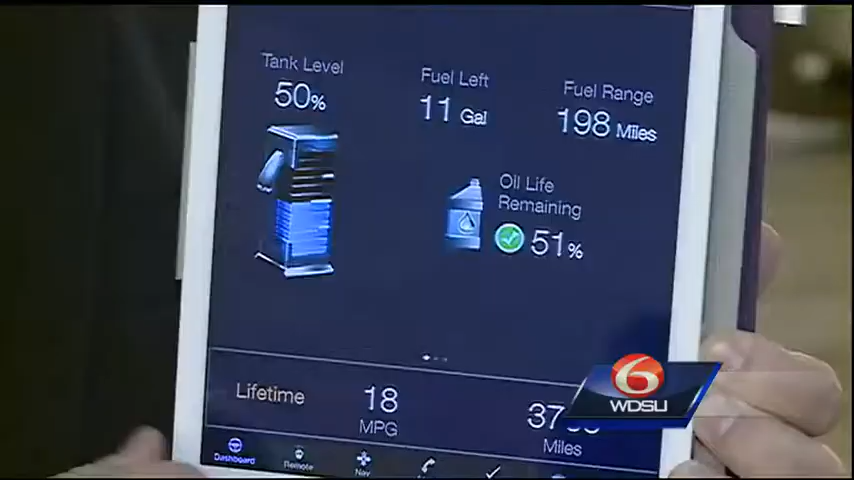 Tank Level
50%
Fuel Left
11 Gal
Fuel Range
198 Miles
Oil Life
Remaining
51%
Lifetime
18
MPG
Miles
6
WDSU
Dashboard
Remote
Nav